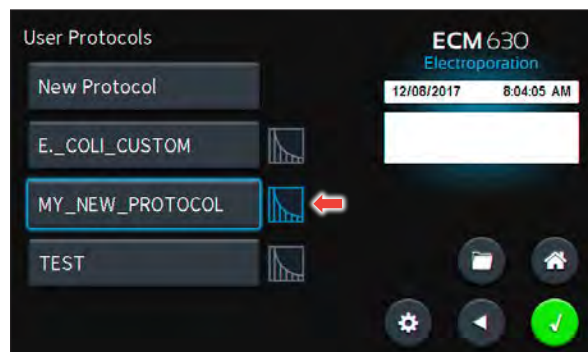 User Protocols
New Protocol
E._COLI_CUSTOM
MY_NEW_PROTOCOL
TEST
ECM 630
Electroporation
12/08/2017 8:04:05 AM